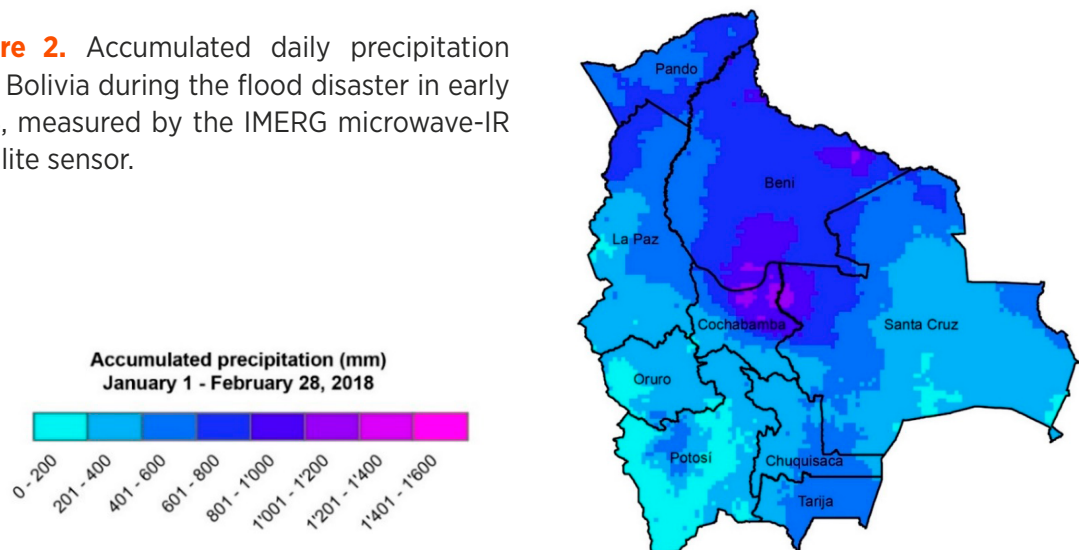 re 2. Accumulated daily precipitation
Bolivia during the flood disaster in early
, measured by the IMERG microwave-IR
lite sensor.
Accumulated precipitation (mm)
January 1 - February 28, 2018
0 - 200
201 - 400
401 - 600
601 - 800
801 - 1'000
1'001 - 1'200
1'201 - 1'400
1'401 - 1'600
Pando
Beni
La Paz
Cochabamba
Santa Cruz
Oruro
Potosí
Chuquisaca
Tarija